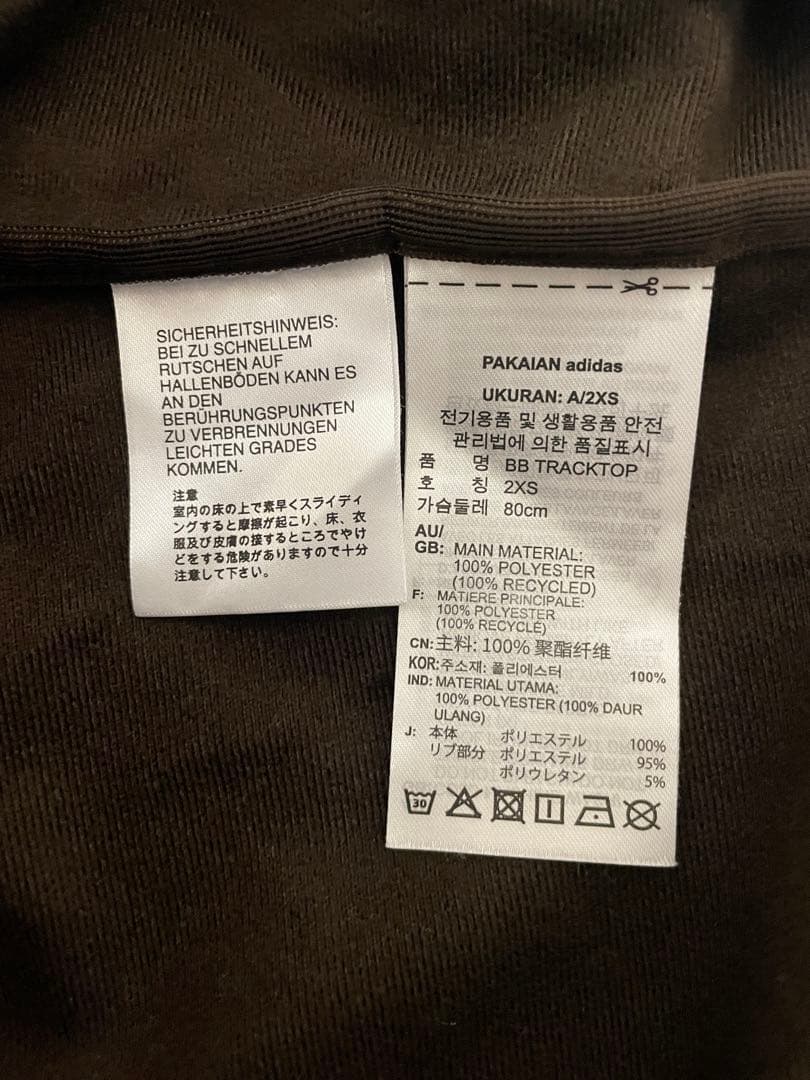 SICHERHEITSHINWEIS:
BEI ZU SCHNELLEM
RUTSCHEN AUF
HALLENBÖDEN KANN ES
AN DEN
BERÜHRUNGSPUNKTEN
ZU VERBRENNUNGEN
LEICHTEN GRADES
KOMMEN.
注意
室内の床の上で素早くスライディ
ングすると摩擦が起こり、床、衣
服及び皮膚の接するところでやけ
どをする危険がありますので十分
注意して下さい。
PAKAIAN adidas
UKURAN: A/2XS
전기용품 및 생활용품 안전
관리법에 의한 품질표시
품 명 BB TRACKTOP
호 칭 2XS
가슴둘레 80cm
AU/
GB: MAIN MATERIAL:
100% POLYESTER
(100% RECYCLED)
F: MATIERE PRINCIPALE:
100% POLYESTER
(100% RECYCLÉ)
CN: 主料: 100% 聚酯纤维
KOR: 주소재: 폴리에스터 100%
IND: MATERIAL UTAMA:
100% POLYESTER (100% DAUR
ULANG)
J: 本体 ポリエステル 100%
リブ部分 ポリエステル 95%
ポリウレタン 5%
30